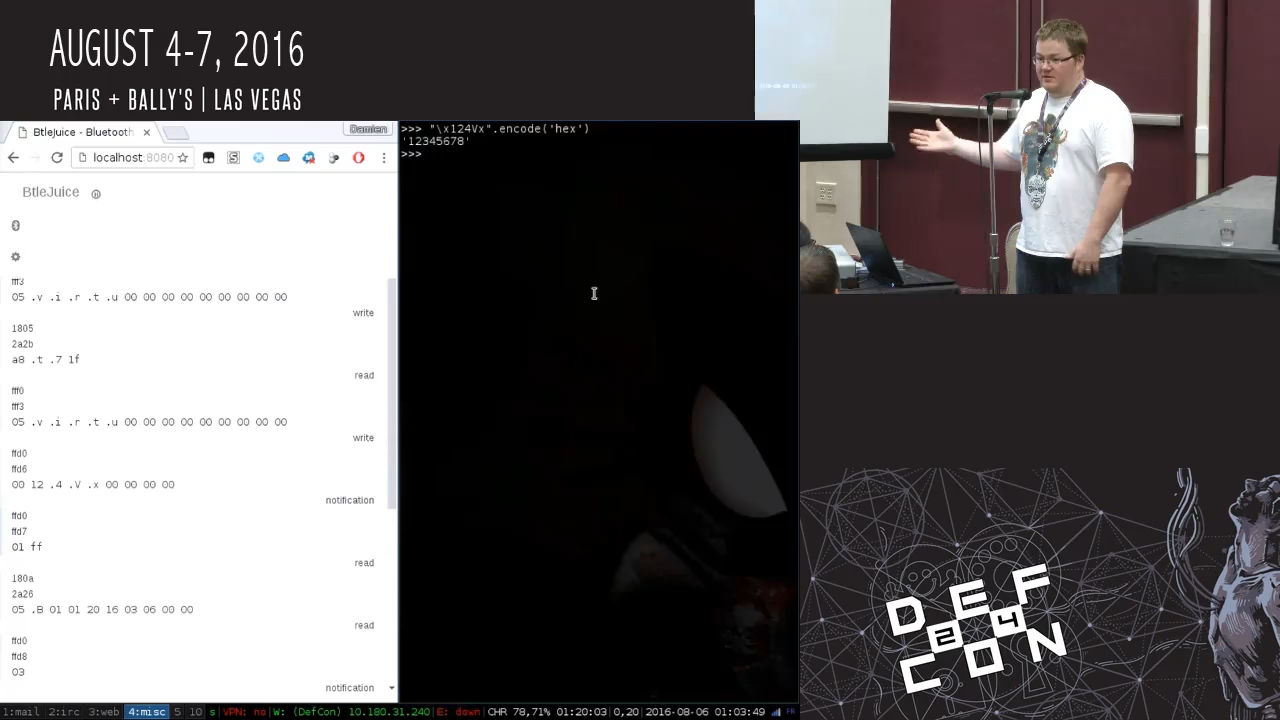 AUGUST 4-7, 2016
PARIS + BALLY'S | LAS VEGAS
BtleJuice - Bluetooth
Damien
localhost:8080
BtleJuice
fff3
05 .v .i .r .t .u 00 00 00 00 00 00 00 00 00
write
1805
2a2b
a8 .t .7 1f
read
fff0
fff3
05 .v .i .r .t .u 00 00 00 00 00 00 00 00 00
write
ffd0
ffd6
00 12 .4 .V .x 00 00 00 00
notification
ffd0
ffd7
01 ff
read
180a
2a26
05 .B 01 01 20 16 03 06 00 00
read
ffd0
ffd8
03
notification
>>> "\x124Vx".encode('hex')
'12345678'
>>>
DEF
24
CON
1:mail 2:irc 3:web 4:misc 5 10 s VPN: no W: (DefCon) 10.180.31.240 E: down CHR 78,71% 01:20:03 0,20 2016-08-06 01:03:49 FR